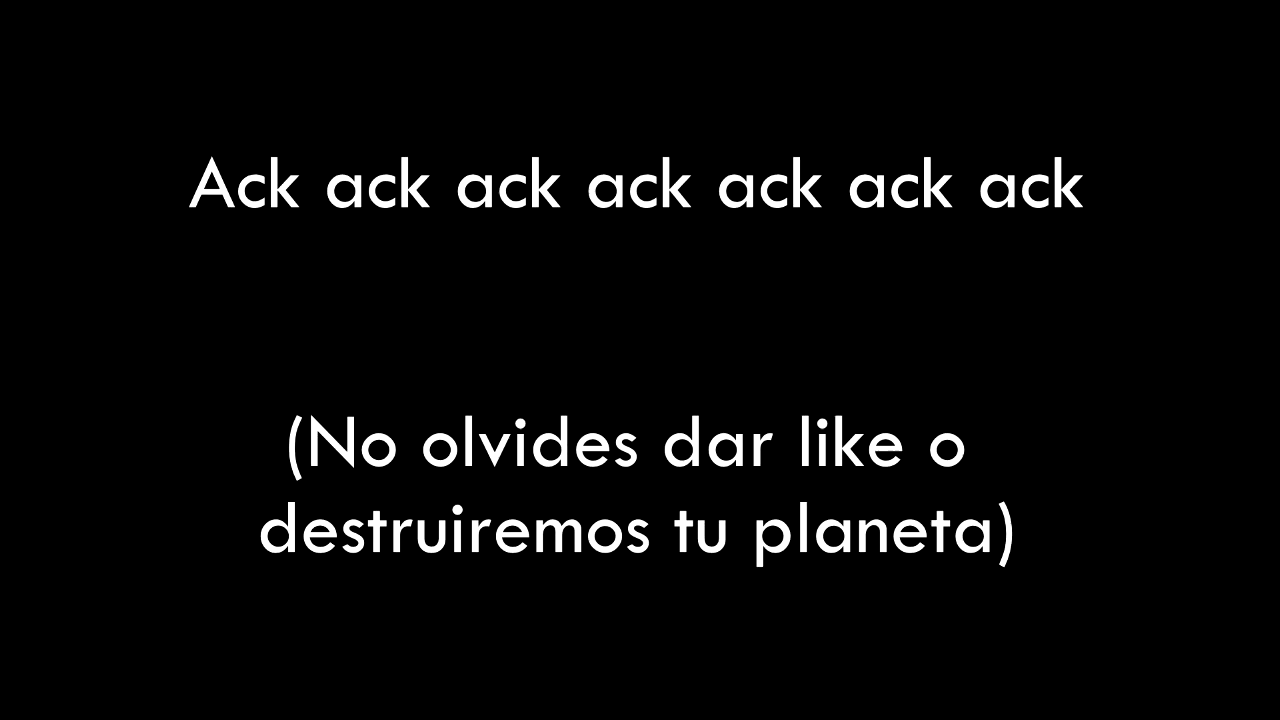 Ack ack ack ack ack ack ack
(No olvides dar like o
destruiremos tu planeta)